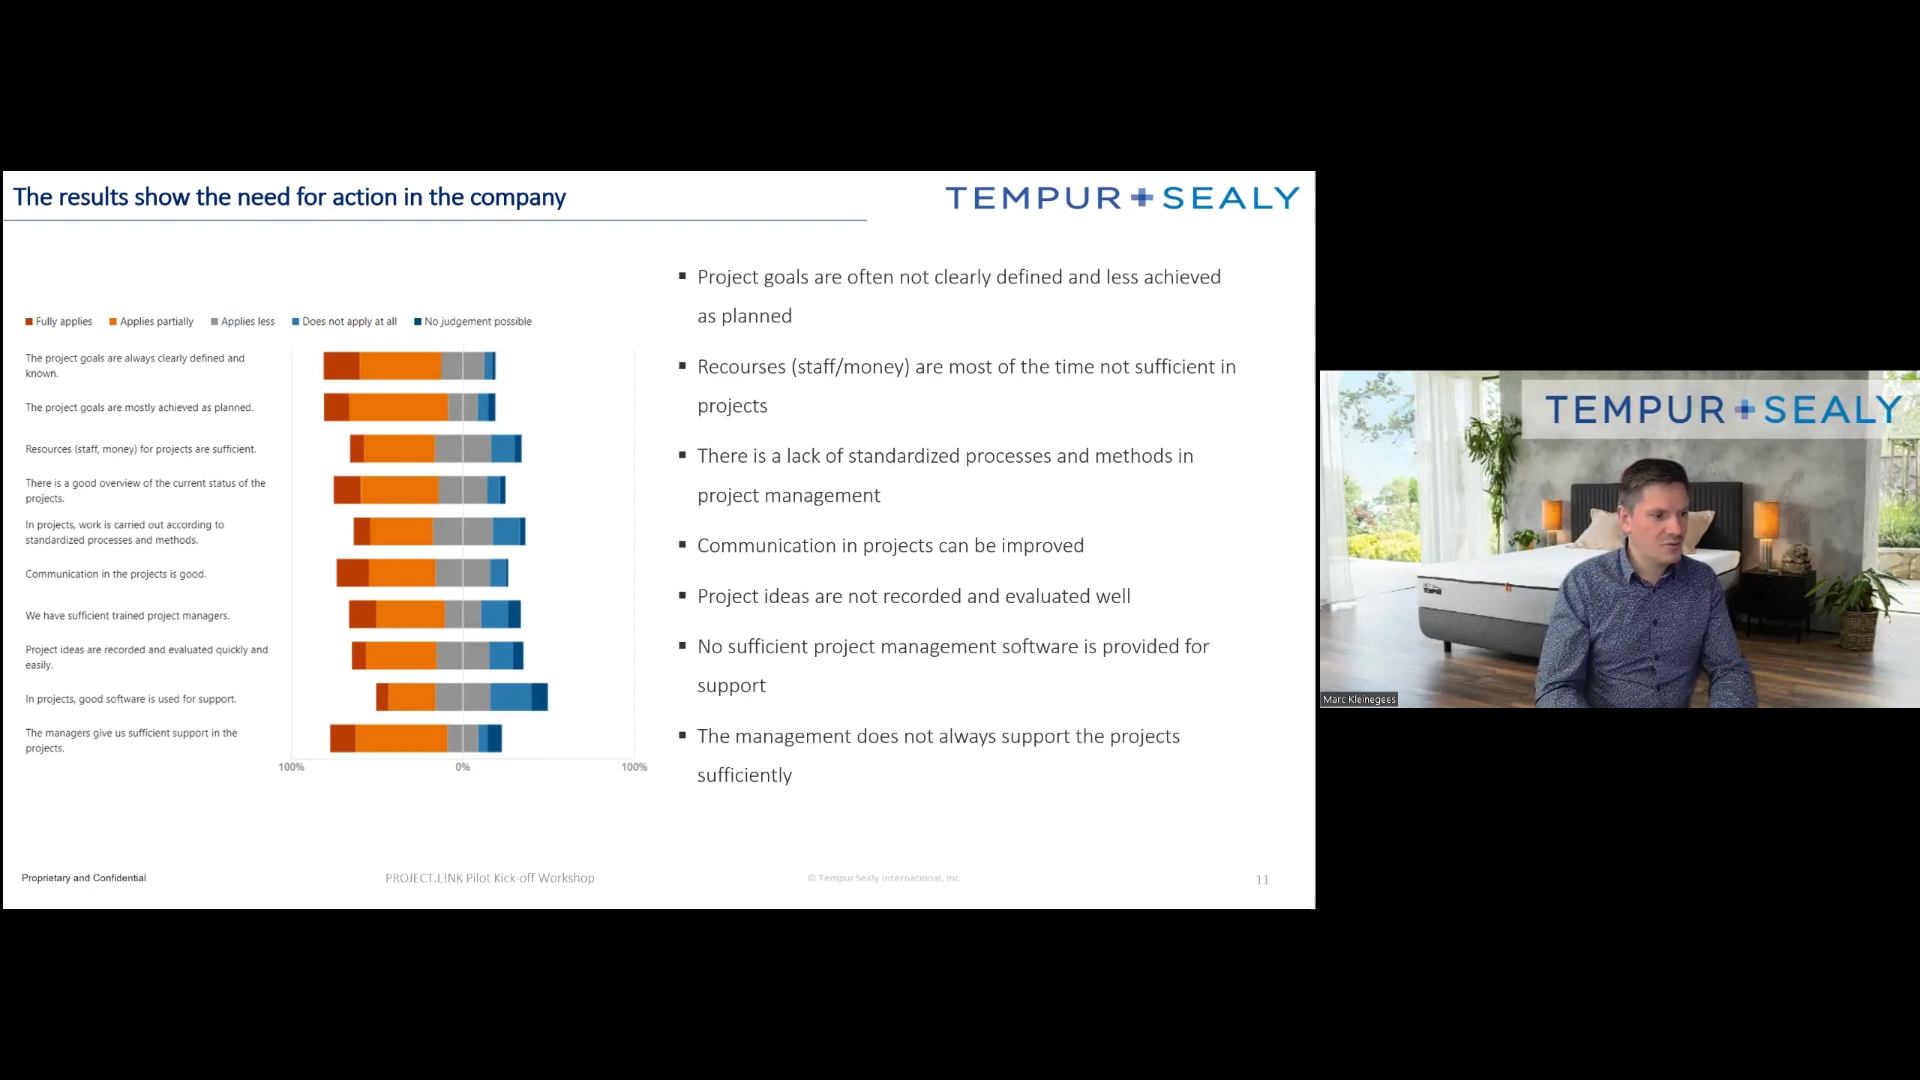 The results show the need for action in the company
TEMPUR + SEALY
Fully applies Applies partially Applies less Does not apply at all No judgement possible
The project goals are always clearly defined and
known.
The project goals are mostly achieved as planned.
Resources (staff, money) for projects are sufficient.
There is a good overview of the current status of the
projects.
In projects, work is carried out according to
standardized processes and methods.
Communication in the projects is good.
We have sufficient trained project managers.
Project ideas are recorded and evaluated quickly and
easily.
In projects, good software is used for support.
The managers give us sufficient support in the
projects.
100% 0% 100%
▪ Project goals are often not clearly defined and less achieved
as planned
▪ Recourses (staff/money) are most of the time not sufficient in
projects
▪ There is a lack of standardized processes and methods in
project management
▪ Communication in projects can be improved
▪ Project ideas are not recorded and evaluated well
▪ No sufficient project management software is provided for
support
▪ The management does not always support the projects
sufficiently
Proprietary and Confidential
PROJECT.L!NK Pilot Kick-off Workshop
© Tempur Sealy International, Inc
11
TEMPUR + SEALY
TEMPUR
Marc Kleinegees